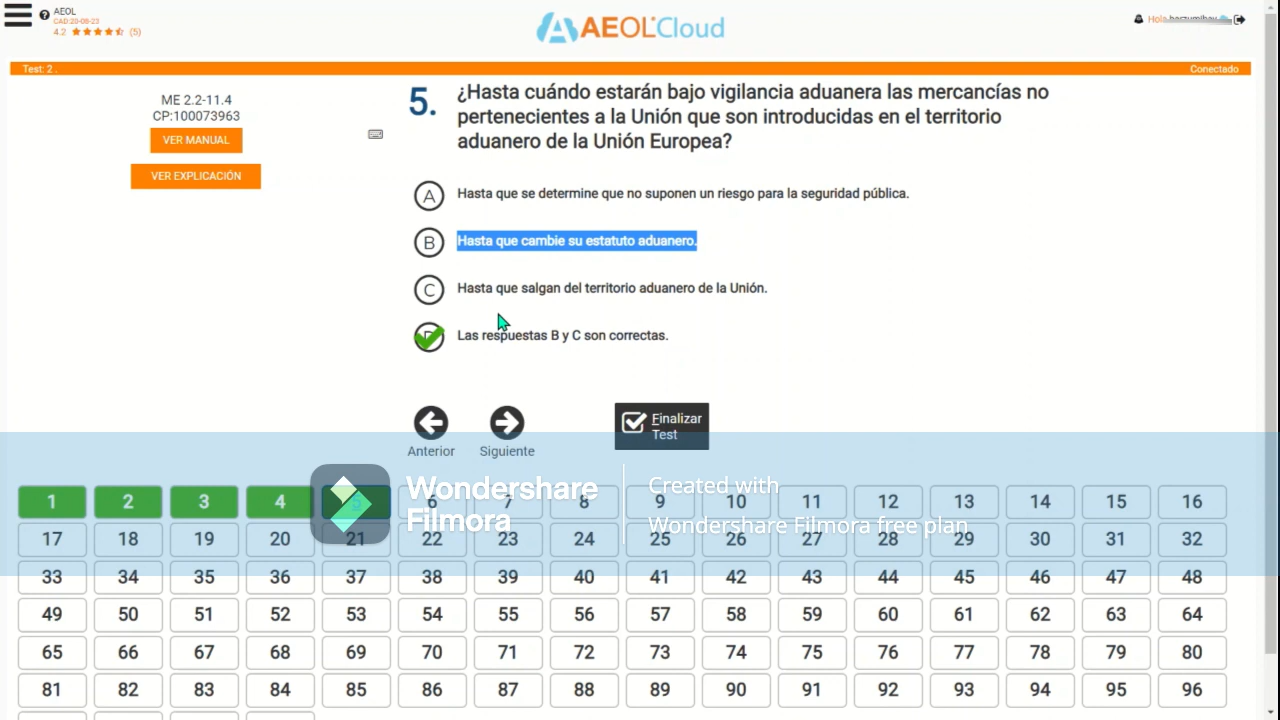 AEOL
CAD:20-08-23
4.2 (5)
AEOL Cloud
Hola
Test: 2 .
Conectado
ME 2.2-11.4
CP:100073963
VER MANUAL
VER EXPLICACIÓN
5.
¿Hasta cuándo estarán bajo vigilancia aduanera las mercancías no
pertenecientes a la Unión que son introducidas en el territorio
aduanero de la Unión Europea?
A Hasta que se determine que no suponen un riesgo para la seguridad pública.
B Hasta que cambie su estatuto aduanero.
C Hasta que salgan del territorio aduanero de la Unión.
Las respuestas B y C son correctas.
Anterior
Siguiente
Finalizar
Test
Wondershare
Filmora
Created with
Wondershare Filmora free plan
1 2 3 4 5 6 7 8 9 10 11 12 13 14 15 16
17 18 19 20 21 22 23 24 25 26 27 28 29 30 31 32
33 34 35 36 37 38 39 40 41 42 43 44 45 46 47 48
49 50 51 52 53 54 55 56 57 58 59 60 61 62 63 64
65 66 67 68 69 70 71 72 73 74 75 76 77 78 79 80
81 82 83 84 85 86 87 88 89 90 91 92 93 94 95 96